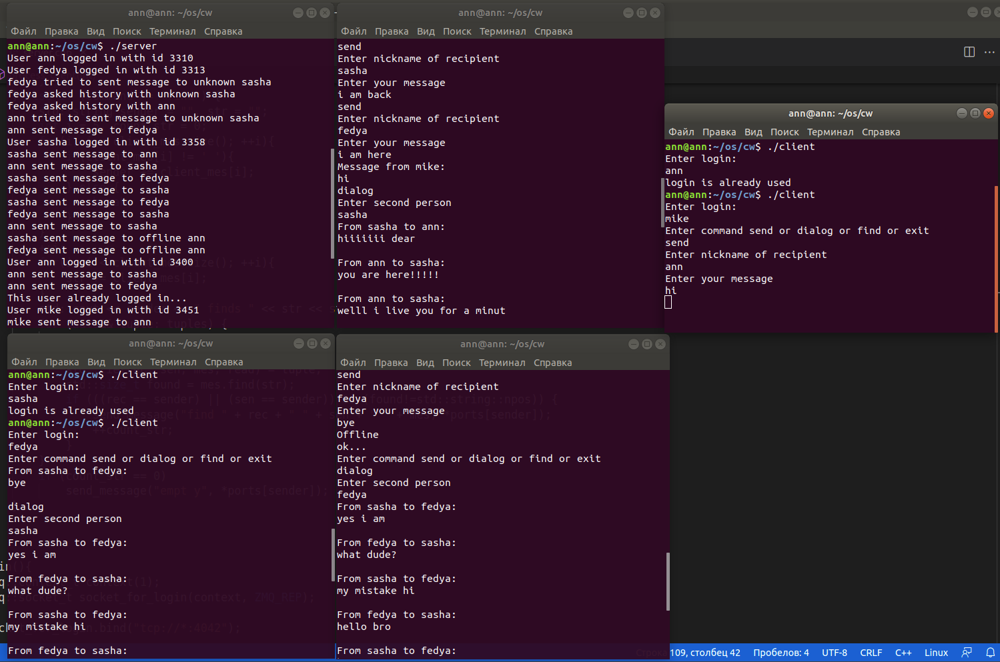 ann@ann: ~/os/cw
Файл Правка Вид Поиск Терминал Справка
ann@ann:~/os/cw$ ./server
User ann logged in with id 3310
User fedya logged in with id 3313
fedya tried to sent message to unknown sasha
fedya asked history with unknown sasha
fedya asked history with ann
ann tried to sent message to unknown sasha
ann sent message to fedya
User sasha logged in with id 3358
sasha sent message to ann
ann sent message to sasha
sasha sent message to fedya
fedya sent message to sasha
sasha sent message to fedya
fedya sent message to sasha
ann sent message to sasha
sasha sent message to offline ann
fedya sent message to offline ann
User ann logged in with id 3400
ann sent message to sasha
ann sent message to fedya
This user already logged in...
User mike logged in with id 3451
mike sent message to ann
ann@ann: ~/os/cw
Файл Правка Вид Поиск Терминал Справка
send
Enter nickname of recipient
sasha
Enter your message
i am back
send
Enter nickname of recipient
fedya
Enter your message
i am here
Message from mike:
hi
dialog
Enter second person
sasha
From sasha to ann:
hiiiiiii dear
From ann to sasha:
you are here!!!!!
From ann to sasha:
welll i live you for a minut
ann@ann: ~/os/cw
Файл Правка Вид Поиск Терминал Справка
ann@ann:~/os/cw$ ./client
Enter login:
ann
login is already used
ann@ann:~/os/cw$ ./client
Enter login:
mike
Enter command send or dialog or find or exit
send
Enter nickname of recipient
ann
Enter your message
hi
ann@ann: ~/os/cw
Файл Правка Вид Поиск Терминал Справка
ann@ann:~/os/cw$ ./client
Enter login:
sasha
login is already used
ann@ann:~/os/cw$ ./client
Enter login:
fedya
Enter command send or dialog or find or exit
From sasha to fedya:
bye
dialog
Enter second person
sasha
From sasha to fedya:
yes i am
From fedya to sasha:
what dude?
From sasha to fedya:
my mistake hi
From fedya to sasha:
ann@ann: ~/os/cw
Файл Правка Вид Поиск Терминал Справка
send
Enter nickname of recipient
fedya
Enter your message
bye
Offline
ok...
Enter command send or dialog or find or exit
dialog
Enter second person
fedya
From sasha to fedya:
yes i am
From fedya to sasha:
what dude?
From sasha to fedya:
my mistake hi
From fedya to sasha:
hello bro
From sasha to fedya:
Строка 109, столбец 42 Пробелов: 4 UTF-8 CRLF C++ Linux